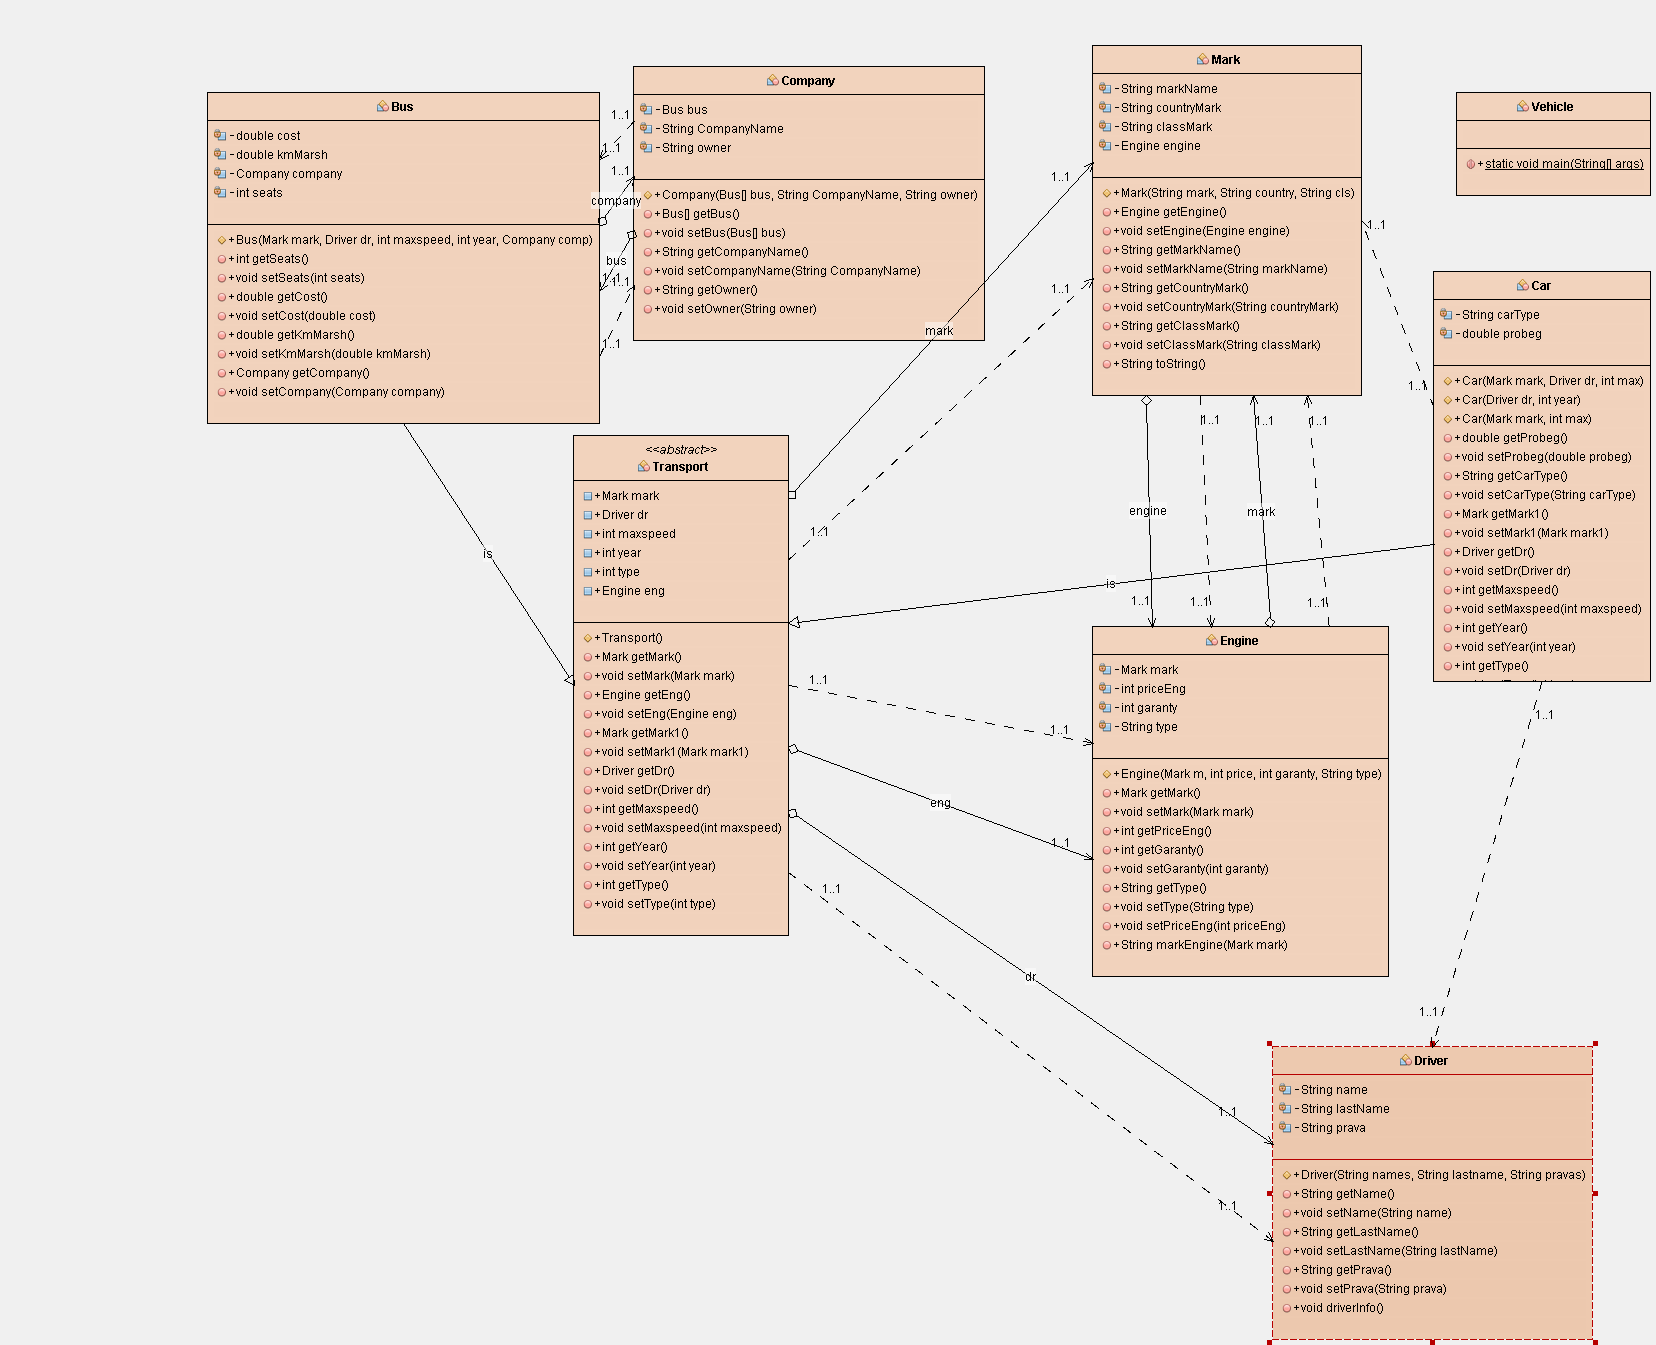 Bus
-double cost
-double kmMarsh
-Company company
-int seats
+Bus(Mark mark, Driver dr, int maxspeed, int year, Company comp)
+int getSeats()
+void setSeats(int seats)
+double getCost()
+void setCost(double cost)
+double getKmMarsh()
+void setKmMarsh(double kmMarsh)
+Company getCompany()
+void setCompany(Company company)
1..1
1..1
1..1
company
bus
1..1
1..1
1..1
Company
-Bus bus
-String CompanyName
-String owner
+Company(Bus[] bus, String CompanyName, String owner)
+Bus[] getBus()
+void setBus(Bus[] bus)
+String getCompanyName()
+void setCompanyName(String CompanyName)
+String getOwner()
+void setOwner(String owner)
Mark
-String markName
-String countryMark
-String classMark
-Engine engine
+Mark(String mark, String country, String cls)
+Engine getEngine()
+void setEngine(Engine engine)
+String getMarkName()
+void setMarkName(String markName)
+String getCountryMark()
+void setCountryMark(String countryMark)
+String getClassMark()
+void setClassMark(String classMark)
+String toString()
Vehicle
+static void main(String[] args)
Car
-String carType
-double probeg
+Car(Mark mark, Driver dr, int max)
+Car(Driver dr, int year)
+Car(Mark mark, int max)
+double getProbeg()
+void setProbeg(double probeg)
+String getCarType()
+void setCarType(String carType)
+Mark getMark1()
+void setMark1(Mark mark1)
+Driver getDr()
+void setDr(Driver dr)
+int getMaxspeed()
+void setMaxspeed(int maxspeed)
+int getYear()
+void setYear(int year)
+int getType()
1..1
1..1
mark
1..1
1..1
1..1
is
is
<<abstract>>
Transport
+Mark mark
+Driver dr
+int maxspeed
+int year
+int type
+Engine eng
+Transport()
+Mark getMark()
+void setMark(Mark mark)
+Engine getEng()
+void setEng(Engine eng)
+Mark getMark1()
+void setMark1(Mark mark1)
+Driver getDr()
+void setDr(Driver dr)
+int getMaxspeed()
+void setMaxspeed(int maxspeed)
+int getYear()
+void setYear(int year)
+int getType()
+void setType(int type)
1..1
1..1
1..1
engine
mark
1..1
1..1
1..1
Engine
-Mark mark
-int priceEng
-int garanty
-String type
+Engine(Mark m, int price, int garanty, String type)
+Mark getMark()
+void setMark(Mark mark)
+int getPriceEng()
+int getGaranty()
+void setGaranty(int garanty)
+String getType()
+void setType(String type)
+void setPriceEng(int priceEng)
+String markEngine(Mark mark)
1..1
1..1
eng
1..1
1..1
dr
1..1
1..1
1..1
1..1
Driver
-String name
-String lastName
-String prava
+Driver(String names, String lastname, String pravas)
+String getName()
+void setName(String name)
+String getLastName()
+void setLastName(String lastName)
+String getPrava()
+void setPrava(String prava)
+void driverInfo()